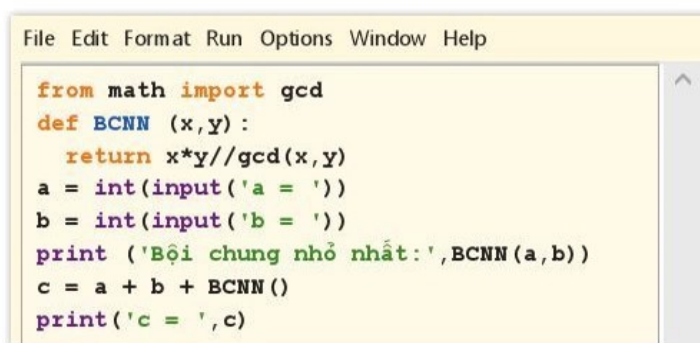 File Edit Format Run Options Window Help
from math import gcd
def BCNN (x,y):
  return x*y//gcd(x,y)
a = int(input('a = '))
b = int(input('b = '))
print ('Bội chung nhỏ nhất:',BCNN(a,b))
c = a + b + BCNN()
print('c = ',c)